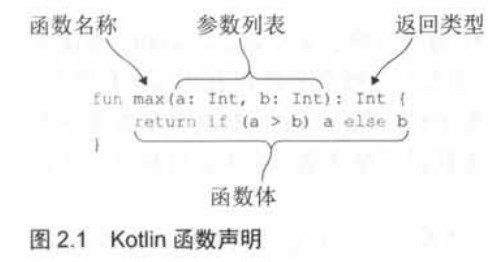 函数名称 参数列表 返回类型
fun max(a: Int, b: Int): Int {
return if (a > b) a else b
}
函数体
图 2.1 Kotlin 函数声明